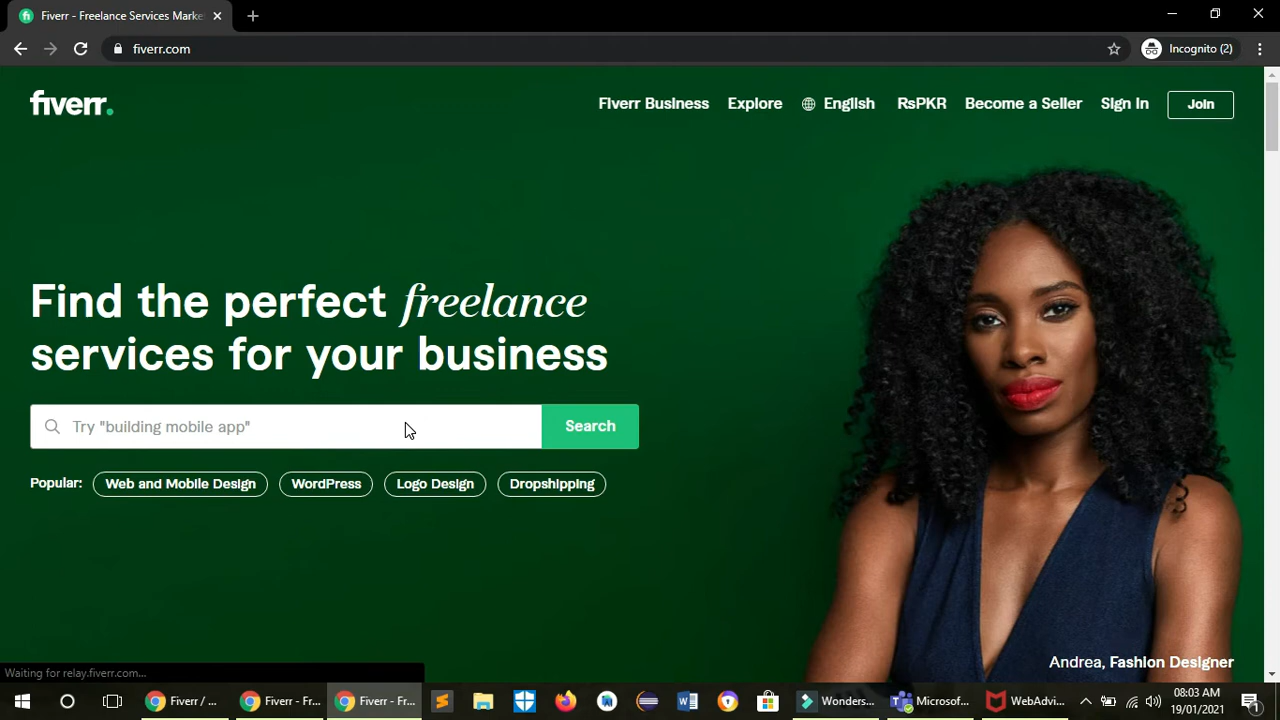 Fiverr - Freelance Services Marke
fiverr.com
Incognito (2)
fiverr.
Fiverr Business
Explore
English
RsPKR
Become a Seller
Sign In
Join
Find the perfect freelance
services for your business
Try "building mobile app"
Search
Popular:
Web and Mobile Design
WordPress
Logo Design
Dropshipping
Andrea, Fashion Designer
Waiting for relay.fiverr.com...
Fiverr / ...
Fiverr - Fr...
Fiverr - Fr...
Wonders...
Microsof...
WebAdvi...
08:03 AM
19/01/2021